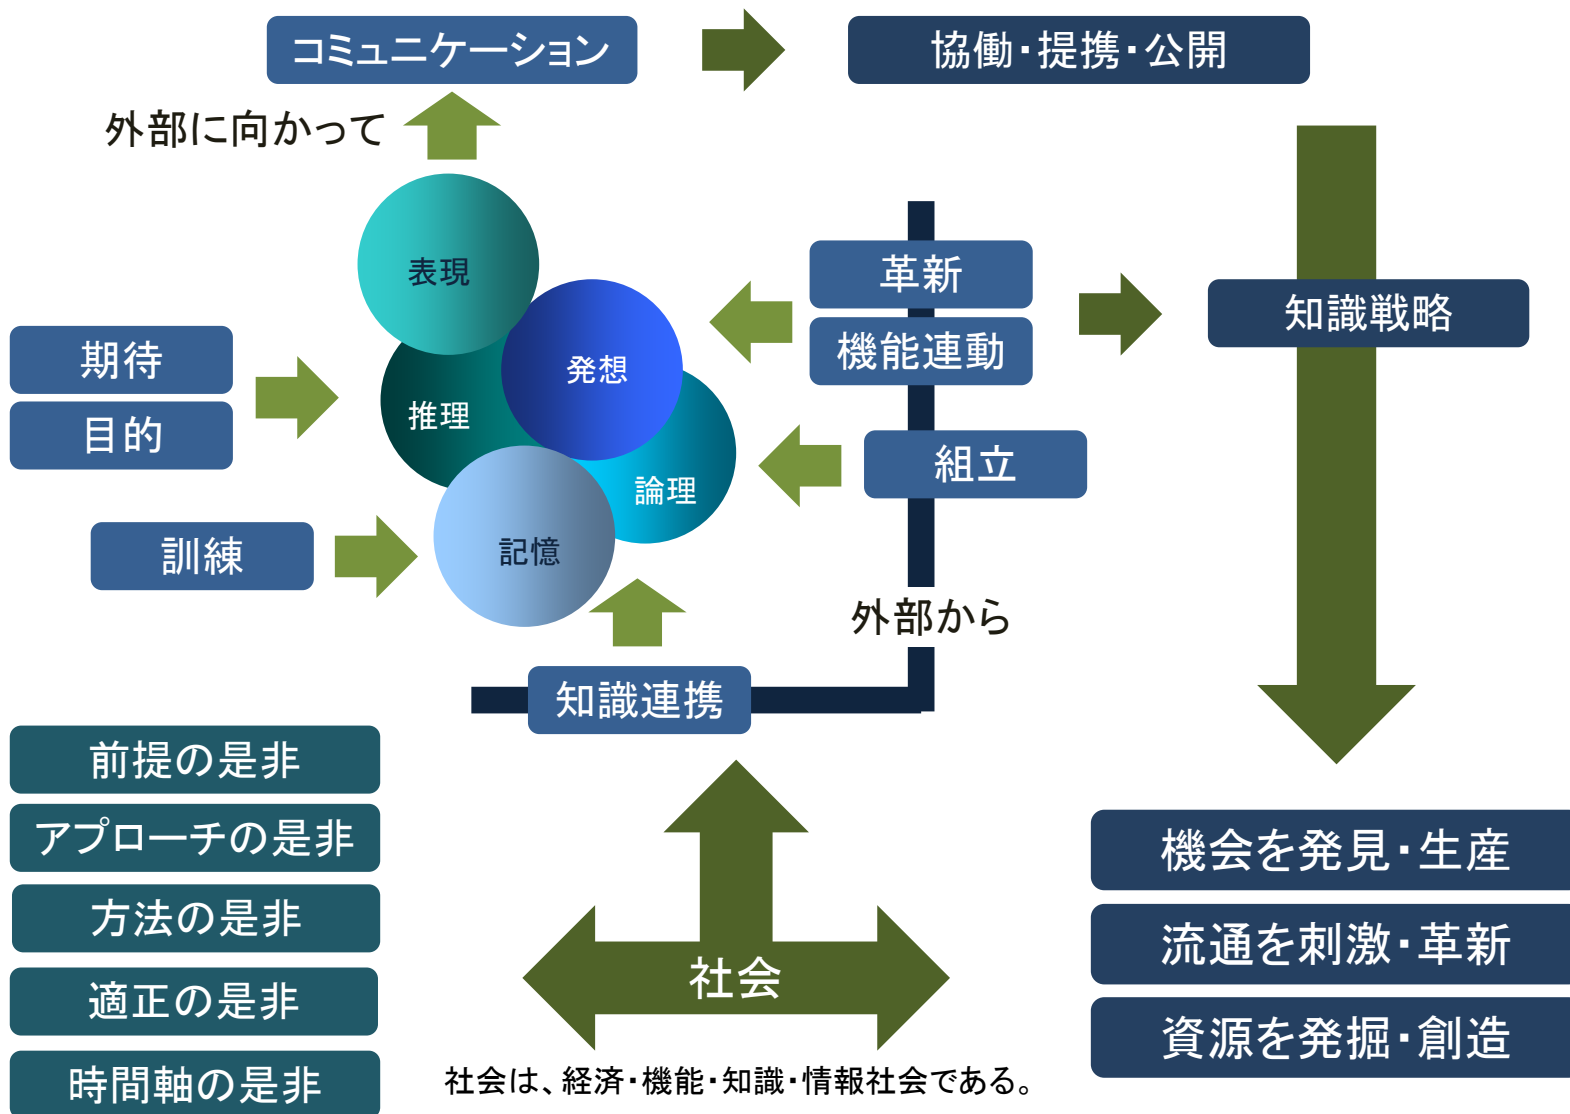 コミュニケーション
協働・提携・公開
外部に向かって
表現
革新
知識戦略
期待
機能連動
発想
目的
推理
組立
論理
訓練
記憶
外部から
知識連携
前提の是非
アプローチの是非
機会を発見・生産
方法の是非
流通を刺激・革新
社会
適正の是非
資源を発掘・創造
時間軸の是非
社会は、経済・機能・知識・情報社会である。